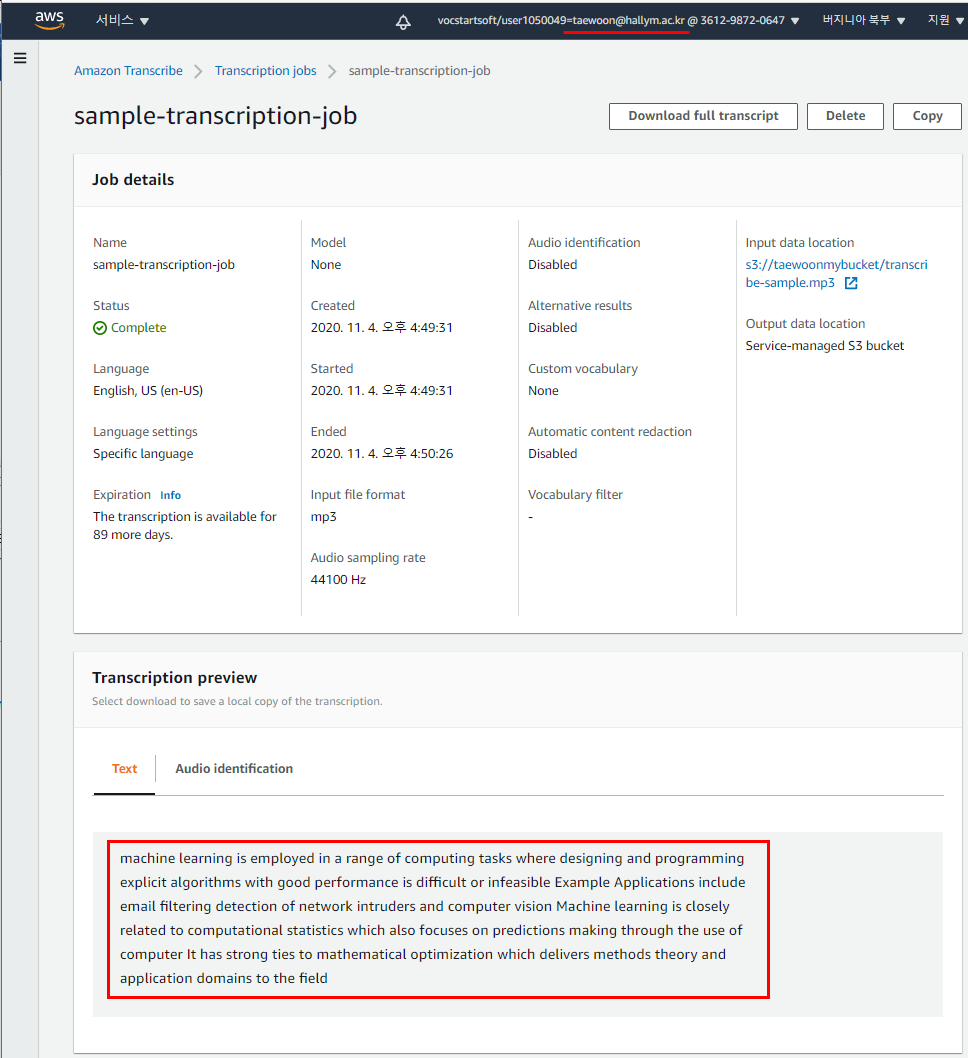 aws 서비스 ▼ vocstartsoft/user1050049=taewoon@hallym.ac.kr @ 3612-9872-0647 ▼ 버지니아 북부 ▼ 지원 ▼
Amazon Transcribe > Transcription jobs > sample-transcription-job
sample-transcription-job
Download full transcript
Delete
Copy
Job details
Name
sample-transcription-job
Status
Complete
Language
English, US (en-US)
Language settings
Specific language
Expiration Info
The transcription is available for
89 more days.
Model
None
Created
2020. 11. 4. 오후 4:49:31
Started
2020. 11. 4. 오후 4:49:31
Ended
2020. 11. 4. 오후 4:50:26
Input file format
mp3
Audio sampling rate
44100 Hz
Audio identification
Disabled
Alternative results
Disabled
Custom vocabulary
None
Automatic content redaction
Disabled
Vocabulary filter
-
Input data location
s3://taewoonmybucket/transcri
be-sample.mp3
Output data location
Service-managed S3 bucket
Transcription preview
Select download to save a local copy of the transcription.
Text
Audio identification
machine learning is employed in a range of computing tasks where designing and programming
explicit algorithms with good performance is difficult or infeasible Example Applications include
email filtering detection of network intruders and computer vision Machine learning is closely
related to computational statistics which also focuses on predictions making through the use of
computer It has strong ties to mathematical optimization which delivers methods theory and
application domains to the field